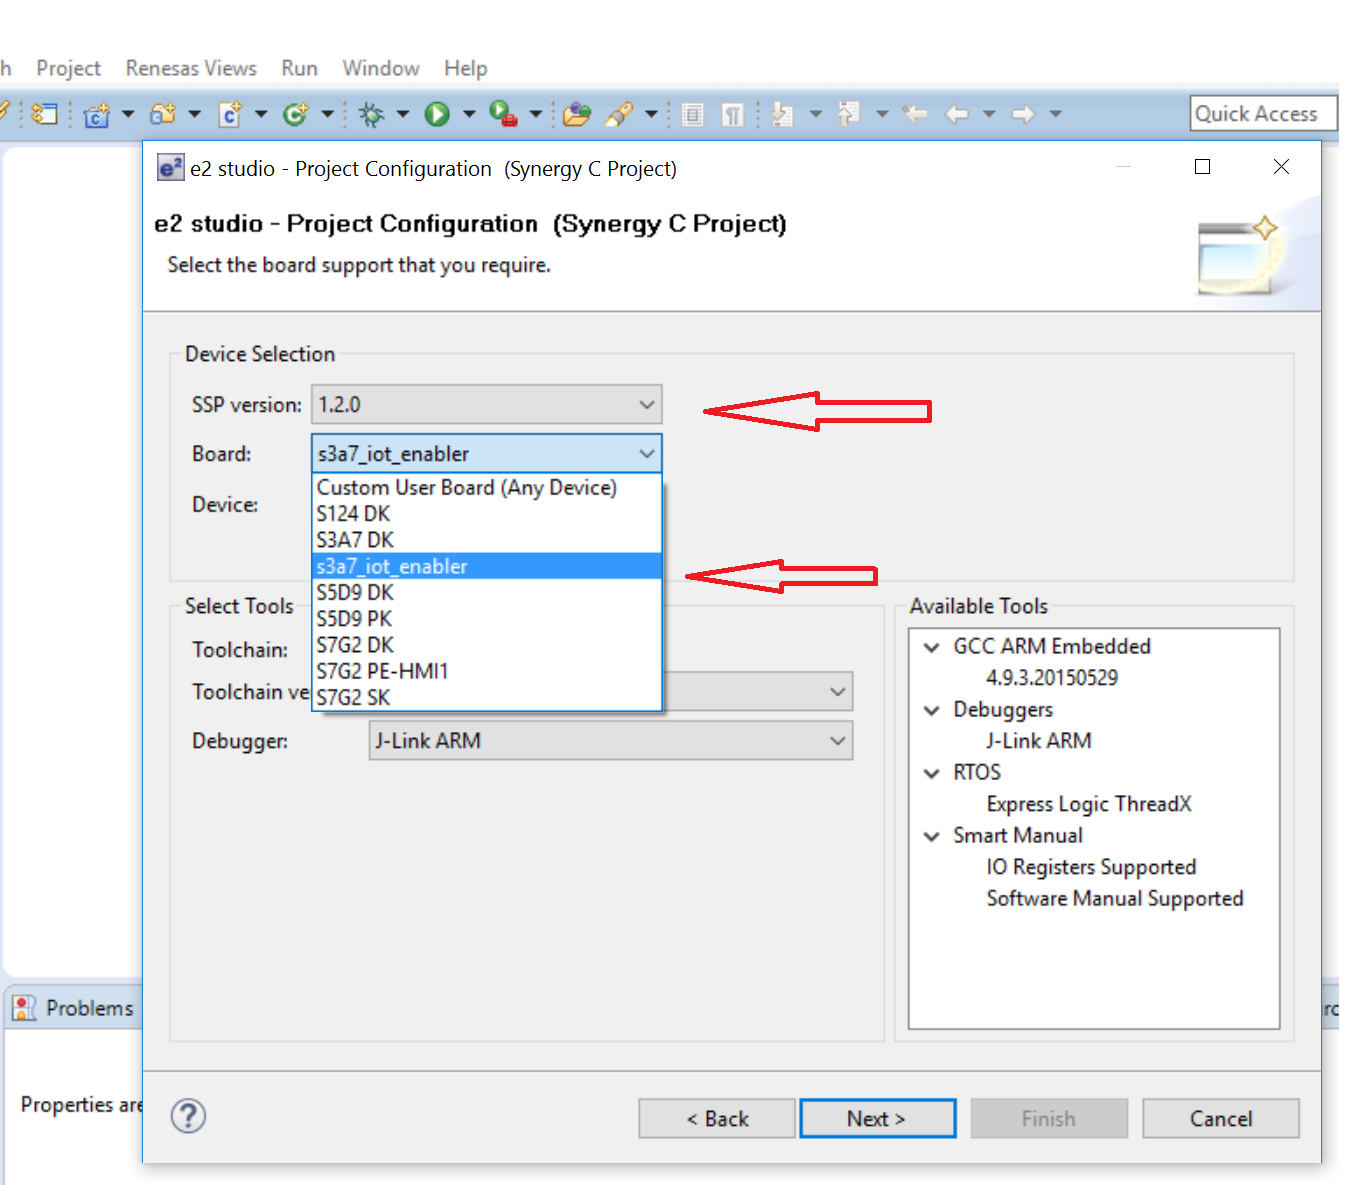 h Project Renesas Views Run Window Help
Quick Access
e2 studio - Project Configuration (Synergy C Project)
e2 studio - Project Configuration (Synergy C Project)
Select the board support that you require.
Device Selection
SSP version: 1.2.0
Board: s3a7_iot_enabler
Custom User Board (Any Device)
Device:
S124 DK
S3A7 DK
s3a7_iot_enabler
S5D9 DK
S5D9 PK
S7G2 DK
S7G2 PE-HMI1
S7G2 SK
Select Tools
Toolchain:
Toolchain ve
Debugger: J-Link ARM
Available Tools
GCC ARM Embedded
4.9.3.20150529
Debuggers
J-Link ARM
RTOS
Express Logic ThreadX
Smart Manual
IO Registers Supported
Software Manual Supported
Problems
rc
Properties are
? < Back Next > Finish Cancel